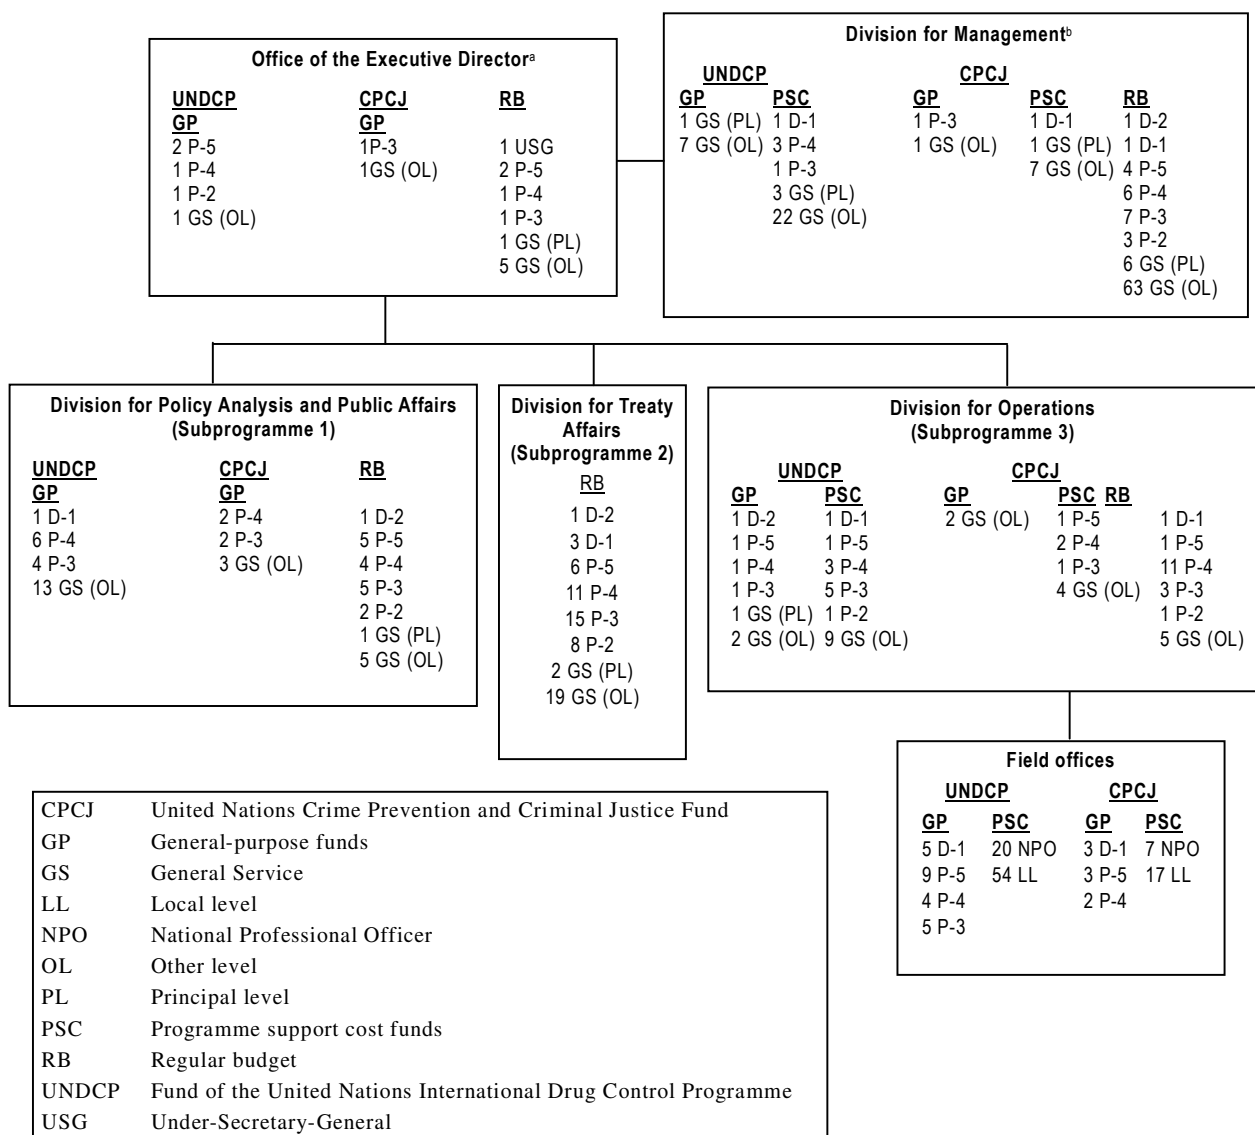 Office of the Executive Directorᵃ
UNDCP CPCJ RB
GP GP
2 P-5 1P-3 1 USG
1 P-4 1GS (OL) 2 P-5
1 P-2 1 P-4
1 GS (OL) 1 P-3
1 GS (PL)
5 GS (OL)
Division for Managementᵇ
UNDCP CPCJ
GP PSC GP PSC RB
1 GS (PL) 1 D-1 1 P-3 1 D-1 1 D-2
7 GS (OL) 3 P-4 1 GS (OL) 1 GS (PL) 1 D-1
1 P-3 7 GS (OL) 4 P-5
3 GS (PL) 6 P-4
22 GS (OL) 7 P-3
3 P-2
6 GS (PL)
63 GS (OL)
Division for Policy Analysis and Public Affairs
(Subprogramme 1)
UNDCP CPCJ RB
GP GP
1 D-1 2 P-4 1 D-2
6 P-4 2 P-3 5 P-5
4 P-3 3 GS (OL) 4 P-4
13 GS (OL) 5 P-3
2 P-2
1 GS (PL)
5 GS (OL)
Division for Treaty
Affairs
(Subprogramme 2)
RB
1 D-2
3 D-1
6 P-5
11 P-4
15 P-3
8 P-2
2 GS (PL)
19 GS (OL)
Division for Operations
(Subprogramme 3)
UNDCP CPCJ
GP PSC GP PSC RB
1 D-2 1 D-1 2 GS (OL) 1 P-5 1 D-1
1 P-5 1 P-5 2 P-4 1 P-5
1 P-4 3 P-4 1 P-3 11 P-4
1 P-3 5 P-3 4 GS (OL) 3 P-3
1 GS (PL) 1 P-2 1 P-2
2 GS (OL) 9 GS (OL) 5 GS (OL)
Field offices
UNDCP CPCJ
GP PSC GP PSC
5 D-1 20 NPO 3 D-1 7 NPO
9 P-5 54 LL 3 P-5 17 LL
4 P-4 2 P-4
5 P-3
CPCJ United Nations Crime Prevention and Criminal Justice Fund
GP General-purpose funds
GS General Service
LL Local level
NPO National Professional Officer
OL Other level
PL Principal level
PSC Programme support cost funds
RB Regular budget
UNDCP Fund of the United Nations International Drug Control Programme
USG Under-Secretary-General